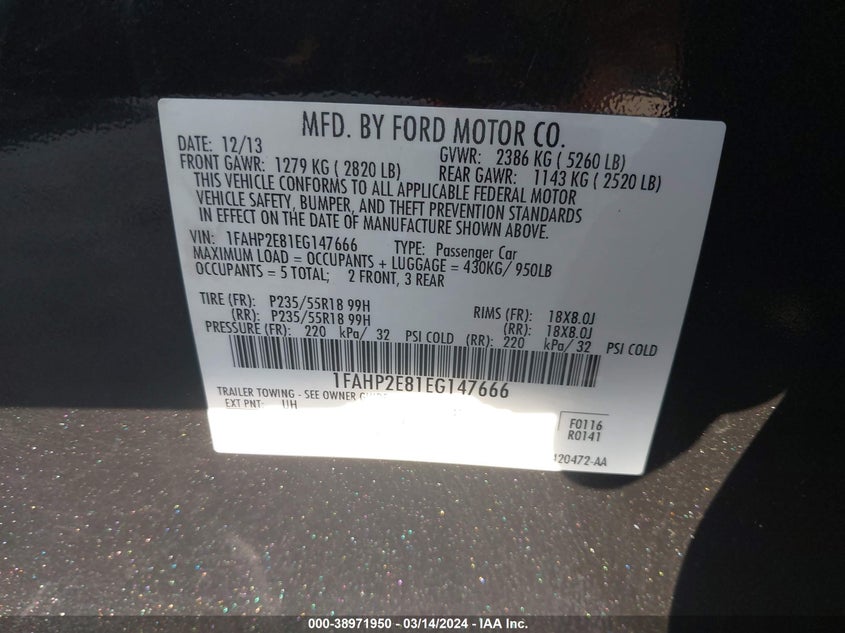 MFD. BY FORD MOTOR CO.
DATE: 12/13 GVWR: 2386 KG ( 5260 LB)
FRONT GAWR: 1279 KG ( 2820 LB) REAR GAWR: 1143 KG ( 2520 LB)
THIS VEHICLE CONFORMS TO ALL APPLICABLE FEDERAL MOTOR
VEHICLE SAFETY, BUMPER, AND THEFT PREVENTION STANDARDS
IN EFFECT ON THE DATE OF MANUFACTURE SHOWN ABOVE.
VIN: 1FAHP2E81EG147666 TYPE: Passenger Car
MAXIMUM LOAD = OCCUPANTS + LUGGAGE = 430KG/ 950LB
OCCUPANTS = 5 TOTAL; 2 FRONT, 3 REAR
TIRE (FR): P235/55R18 99H RIMS (FR): 18X8.0J
(RR): P235/55R18 99H (RR): 18X8.0J
PRESSURE (FR): 220 kPa/ 32 PSI COLD (RR): 220 kPa/ 32 PSI COLD
1FAHP2E81EG147666
TRAILER TOWING - SEE OWNER
EXT PNT: UH
F0116
R0141
420472-AA
000-38971950 - 03/14/2024 - IAA Inc.